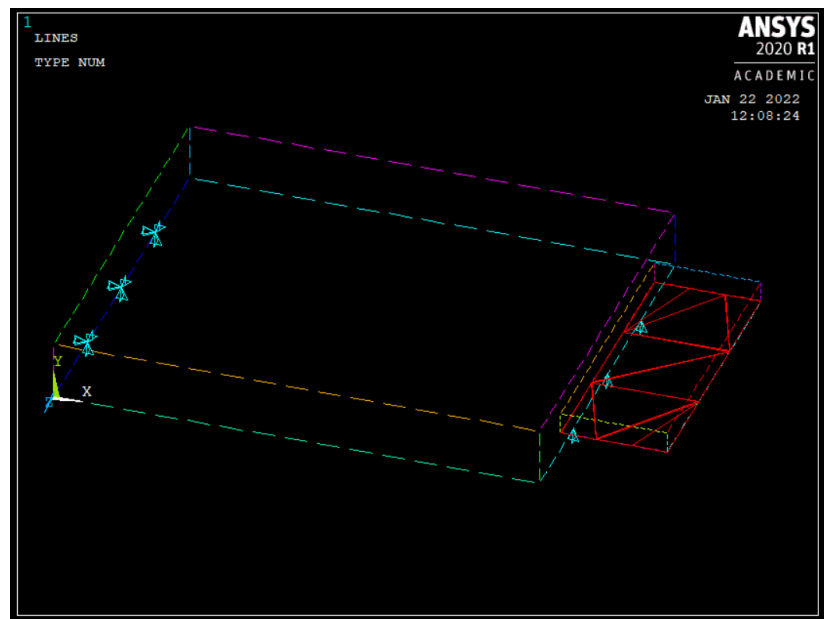 1
LINES
TYPE NUM
ANSYS
2020 R1
ACADEMIC
JAN 22 2022
12:08:24
Y
X
Z